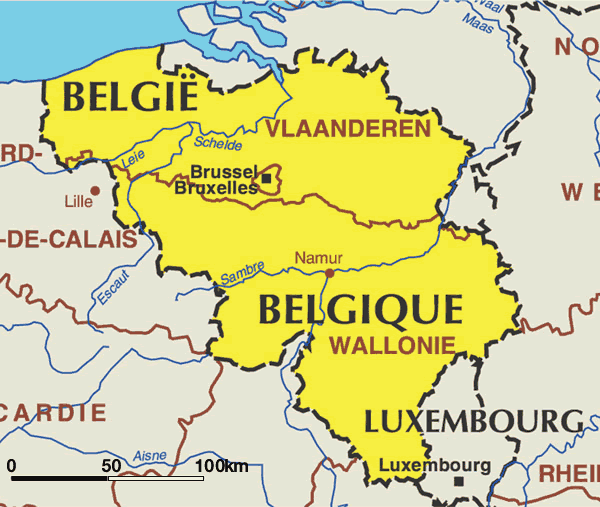 Waal
Maas
NO
BELGIË
VLAANDEREN
Schelde
Leie
RD-
Brussel
Bruxelles
Lille
WE
-DE-CALAIS
Namur
Sambre
Escaut
BELGIQUE
WALLONIE
CARDIE
LUXEMBOURG
Aisne
Luxembourg
0 50 100km
RHEI